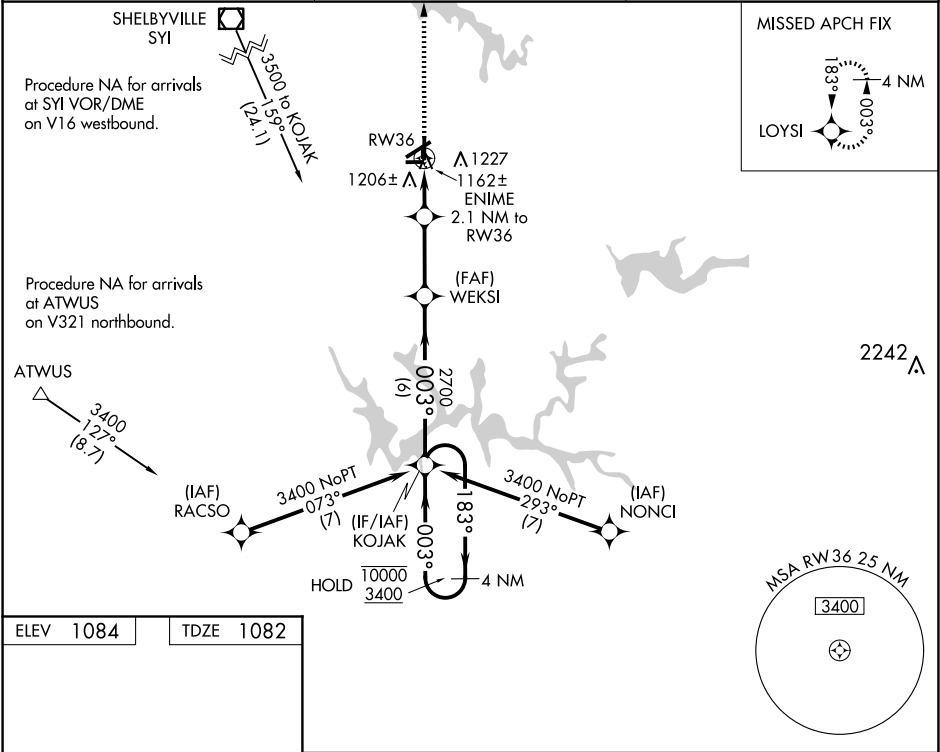 SHELBYVILLE
SYI
3500 to KOJAK
159°
(24.1)
Procedure NA for arrivals
at SYI VOR/DME
on V16 westbound.
MISSED APCH FIX
183°
4 NM
003°
LOYSI
RW36
1227
1206±
1162±
ENIME
2.1 NM to
RW36
(FAF)
WEKSI
Procedure NA for arrivals
at ATWUS
on V321 northbound.
2242
ATWUS
3400
127°
(8.7)
2700
003°
(6)
(IAF)
RACSO
3400 NoPT
073°
(7)
(IF/IAF)
KOJAK
3400 NoPT
293°
(7)
(IAF)
NONCI
003°
183°
HOLD
10000
3400
4 NM
MSA RW36 25 NM
3400
ELEV 1084
TDZE 1082